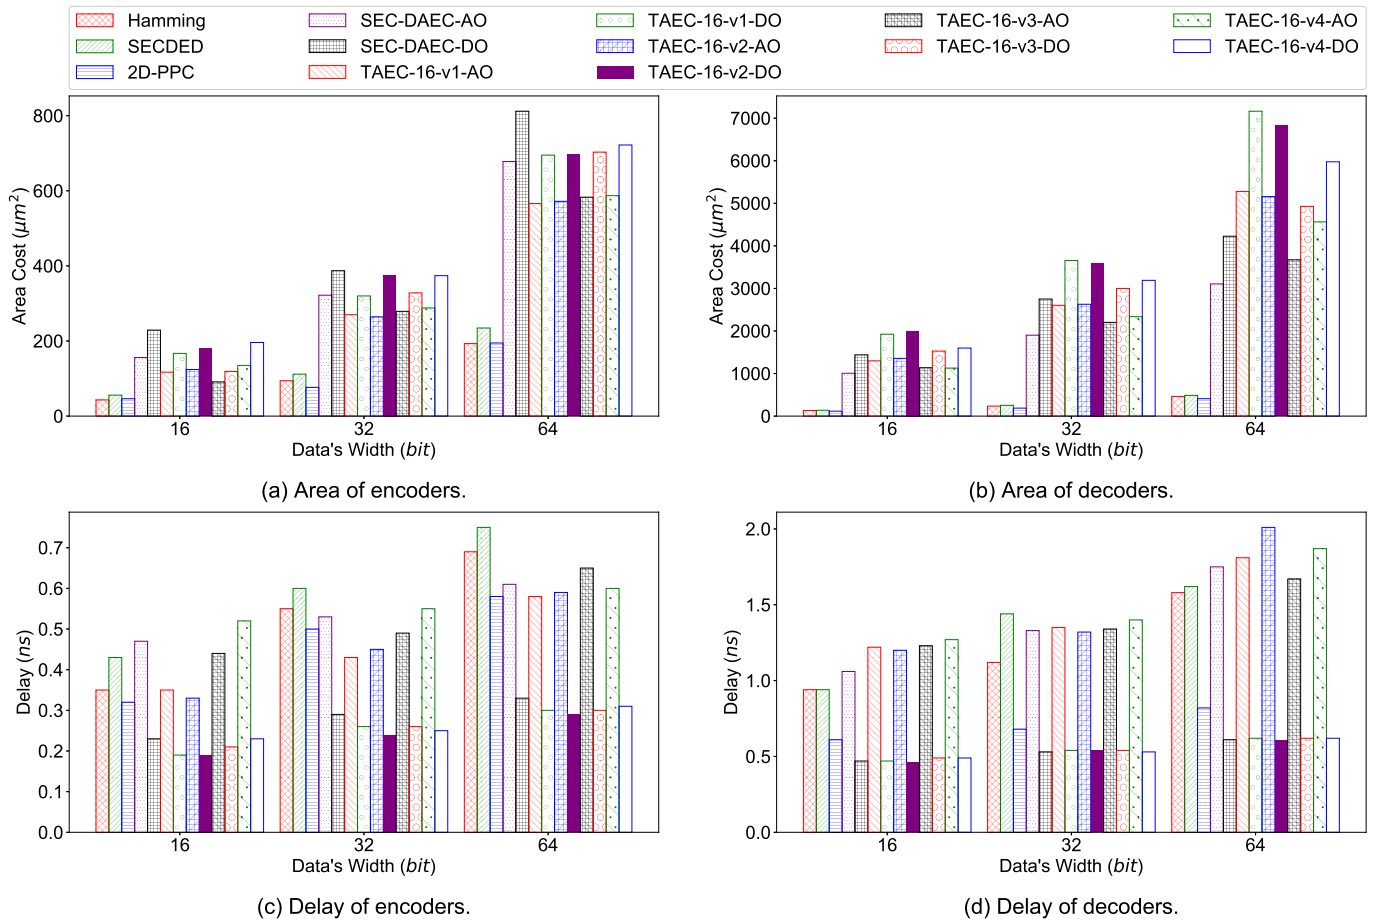 Hamming SEC-DAEC-AO TAEC-16-v1-DO TAEC-16-v3-AO TAEC-16-v4-AO
SECDED SEC-DAEC-DO TAEC-16-v2-AO TAEC-16-v3-DO TAEC-16-v4-DO
2D-PPC TAEC-16-v1-AO TAEC-16-v2-DO
Area Cost (μm²)
800
600
400
200
0
16 32 64
Data's Width (bit)
(a) Area of encoders.
Area Cost (μm²)
7000
6000
5000
4000
3000
2000
1000
0
16 32 64
Data's Width (bit)
(b) Area of decoders.
Delay (ns)
0.7
0.6
0.5
0.4
0.3
0.2
0.1
0.0
16 32 64
Data's Width (bit)
(c) Delay of encoders.
Delay (ns)
2.0
1.5
1.0
0.5
0.0
16 32 64
Data's Width (bit)
(d) Delay of decoders.